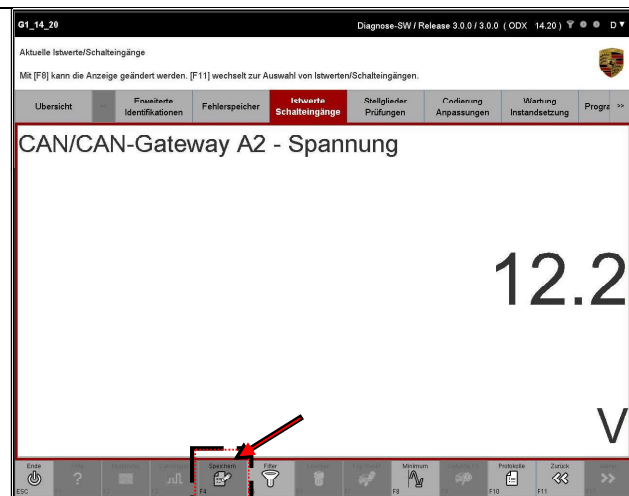 G1_14_20
Diagnose-SW / Release 3.0.0 / 3.0.0 ( ODX 14.20 ) D
Aktuelle Istwerte/Schalteingänge
Mit [F8] kann die Anzeige geändert werden. [F11] wechselt zur Auswahl von Istwerten/Schalteingängen.
Übersicht
Erweiterte
Identifikationen
Fehlerspeicher
Istwerte
Schalteingänge
Stellglieder
Prüfungen
Codierung
Anpassungen
Wartung
Instandsetzung
Progra >>
CAN/CAN-Gateway A2 - Spannung
12.2
V
Ende
ESC
?
Speichern
F4
Filter
Minimum
F8
Protokolle
F10
Zurück
F11